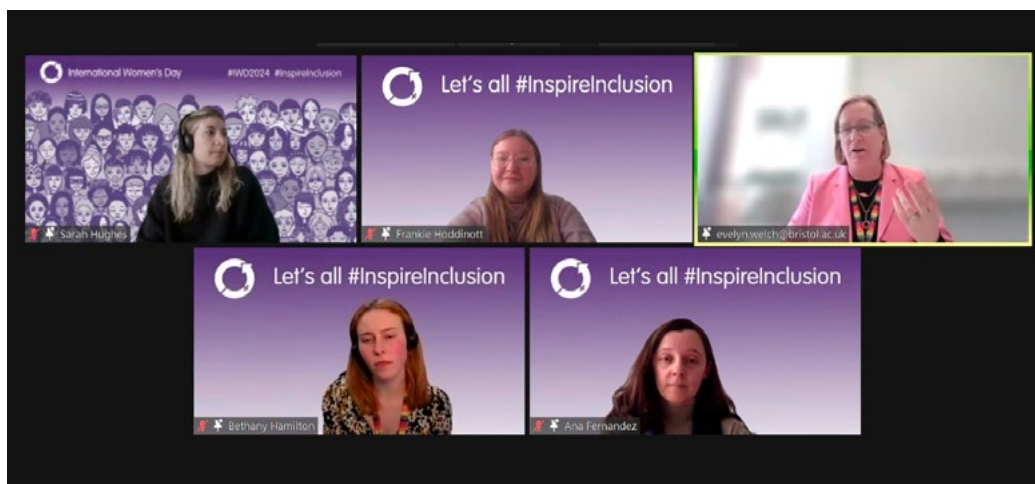 International Women's Day
#IWD2024 #InspireInclusion
Let's all #InspireInclusion
Sarah Hughes
Frankie Hoddinott
evelyn.welch@bristol.ac.uk
Let's all #InspireInclusion
Let's all #InspireInclusion
Bethany Hamilton
Ana Fernandez